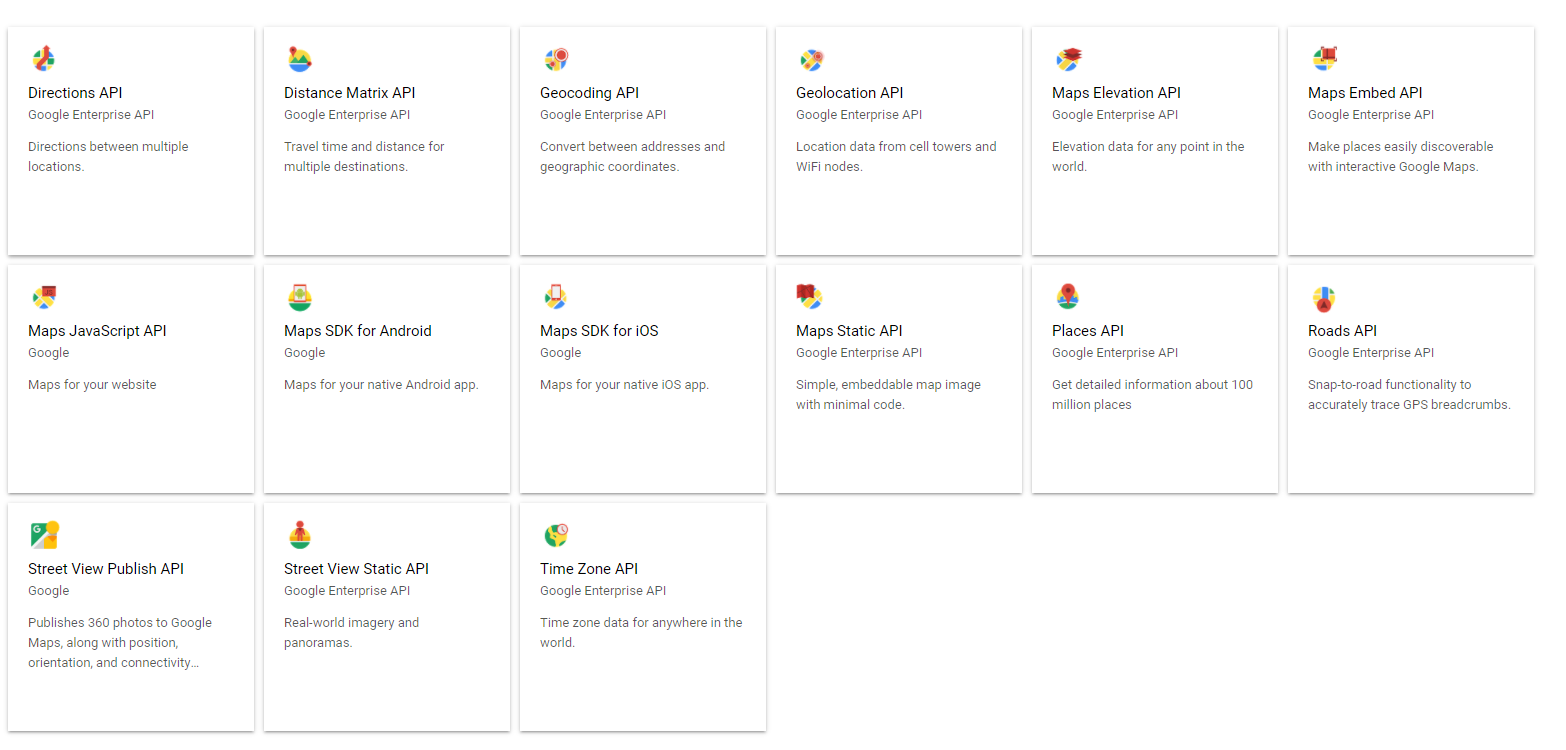 Directions API
Google Enterprise API
Directions between multiple
locations.
Distance Matrix API
Google Enterprise API
Travel time and distance for
multiple destinations.
Geocoding API
Google Enterprise API
Convert between addresses and
geographic coordinates.
Geolocation API
Google Enterprise API
Location data from cell towers and
WiFi nodes.
Maps Elevation API
Google Enterprise API
Elevation data for any point in the
world.
Maps Embed API
Google Enterprise API
Make places easily discoverable
with interactive Google Maps.
Maps JavaScript API
Google
Maps for your website
Maps SDK for Android
Google
Maps for your native Android app.
Maps SDK for iOS
Google
Maps for your native iOS app.
Maps Static API
Google Enterprise API
Simple, embeddable map image
with minimal code.
Places API
Google Enterprise API
Get detailed information about 100
million places
Roads API
Google Enterprise API
Snap-to-road functionality to
accurately trace GPS breadcrumbs.
G
Street View Publish API
Google
Publishes 360 photos to Google
Maps, along with position,
orientation, and connectivity...
Street View Static API
Google Enterprise API
Real-world imagery and
panoramas.
Time Zone API
Google Enterprise API
Time zone data for anywhere in the
world.